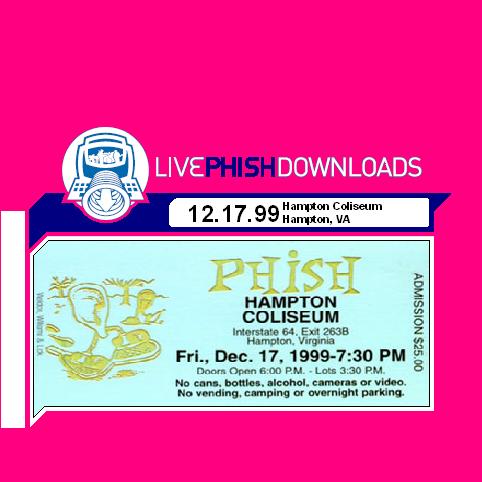 LIVEPHISHDOWNLOADS
12.17.99
Hampton Coliseum
Hampton, VA
PHiSH
HAMPTON
COLISEUM
Interstate 64, Exit 263B
Hampton, Virginia
Fri., Dec. 17, 1999-7:30 PM
Doors Open 6:00 P.M. - Lots 3:30 P.M.
No cans, bottles, alcohol, cameras or video.
No vending, camping or overnight parking.
ADMISSION $25.00